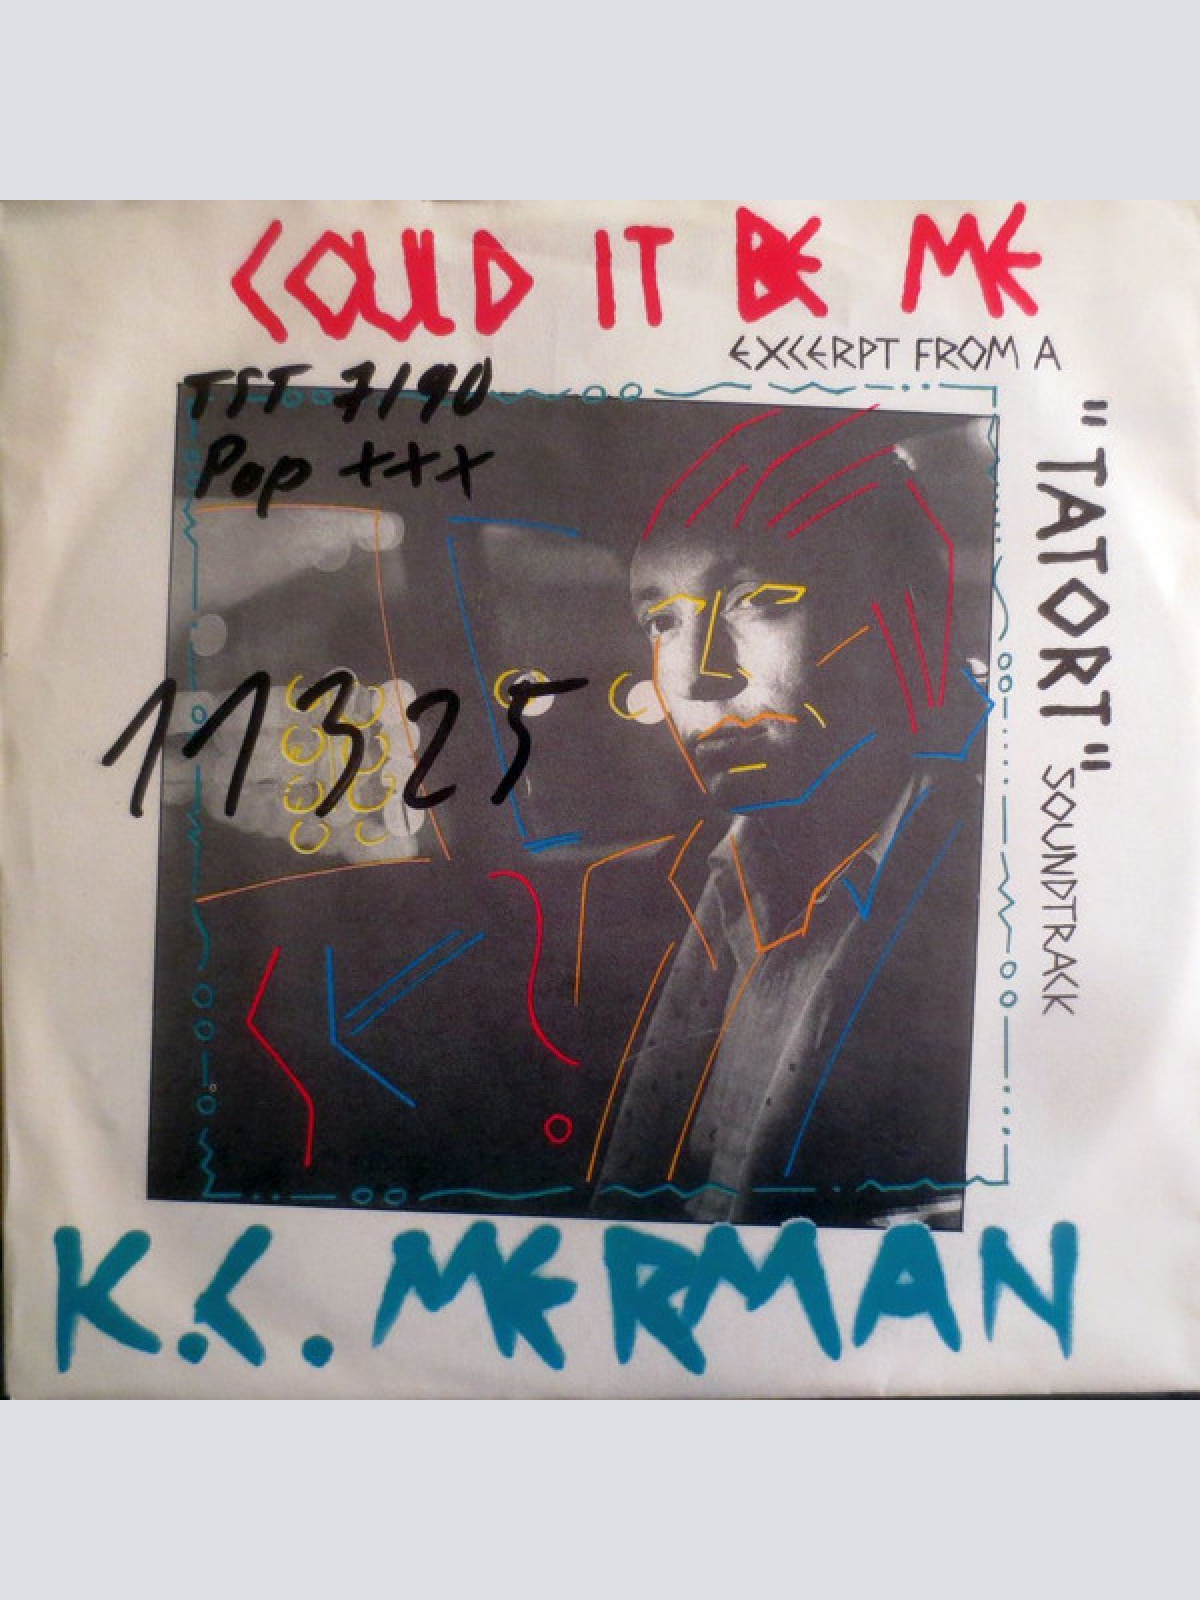 COULD IT BE ME
EXCERPT FROM A
"TATORT"
SOUNDTRACK
TST 7/90
Pop +++
11325
K.C. MERMAN